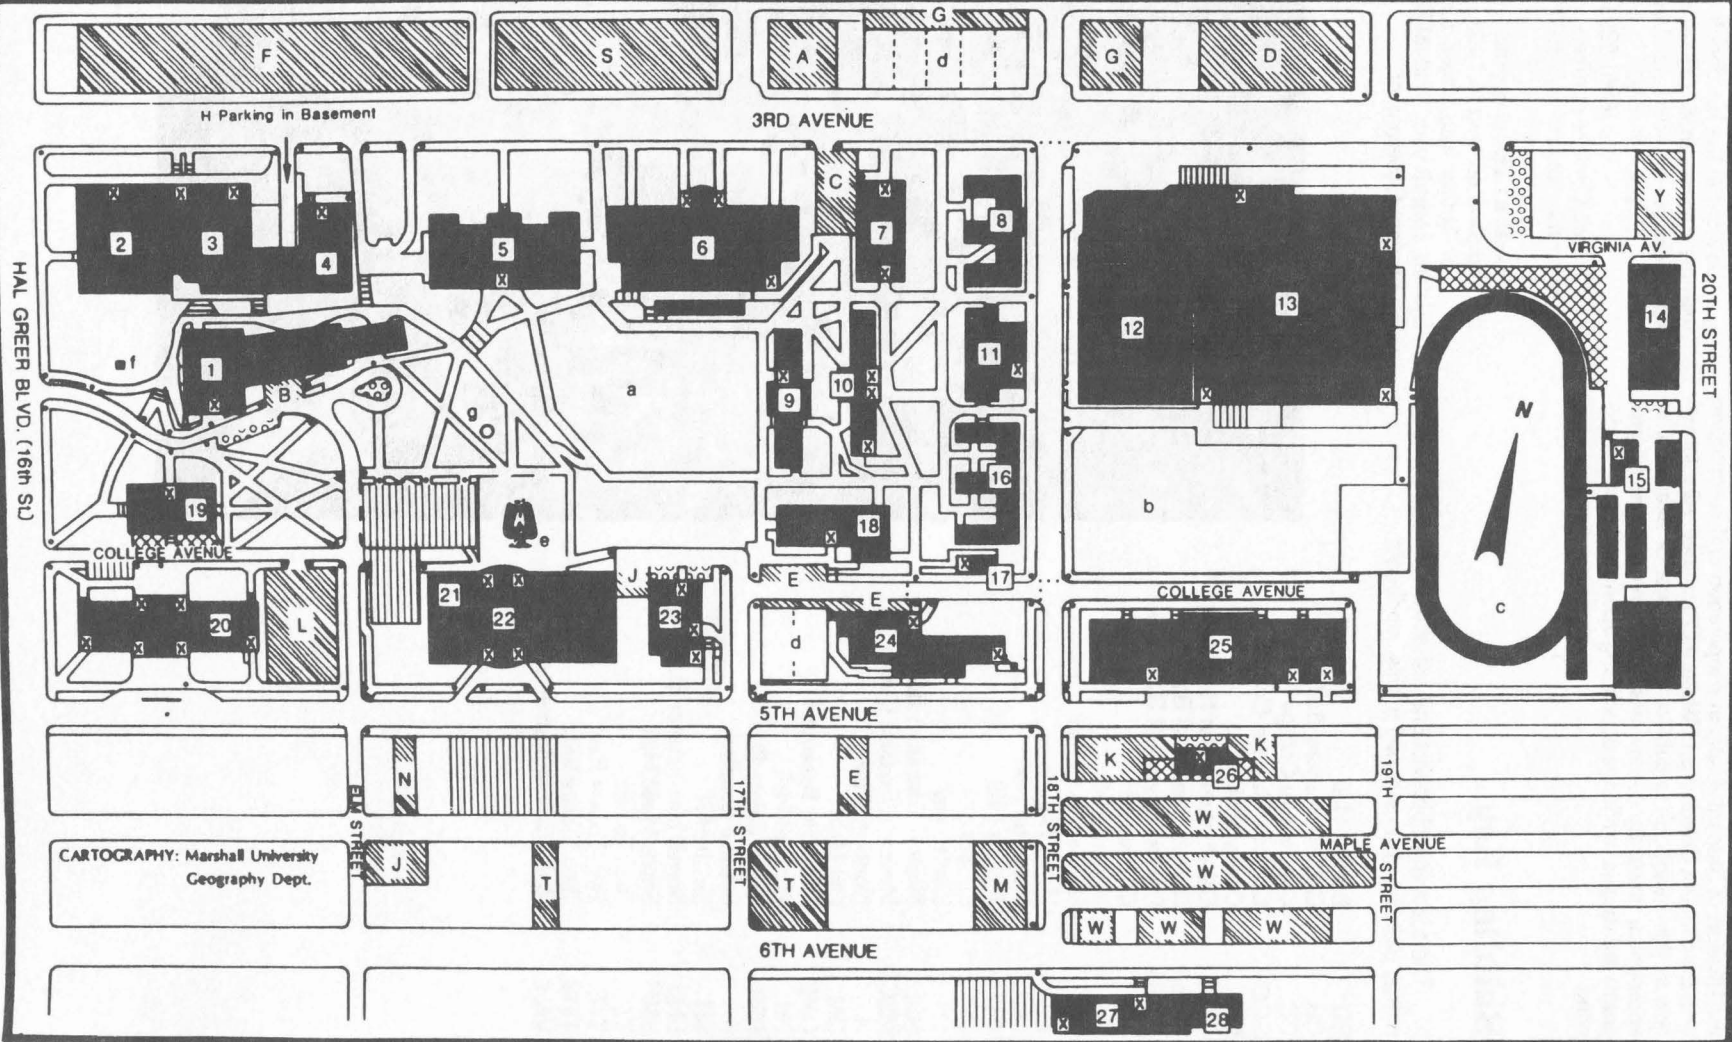 F
S
A
G
d
G
D
H Parking in Basement
3RD AVENUE
C
Y
2
3
4
5
6
7
8
VIRGINIA AV.
HAL GREER BLVD. (16th St.)
20TH STREET
12
13
14
f
1
B
g
a
9
10
11
N
19
e
18
16
17
b
15
c
COLLEGE AVENUE
COLLEGE AVENUE
J
E
E
20
L
21
22
23
d
24
25
5TH AVENUE
N
E
K
K
26
ELM STREET
17TH STREET
18TH STREET
19TH STREET
W
MAPLE AVENUE
CARTOGRAPHY: Marshall University
Geography Dept.
J
T
T
M
W
W
W
W
6TH AVENUE
27
28